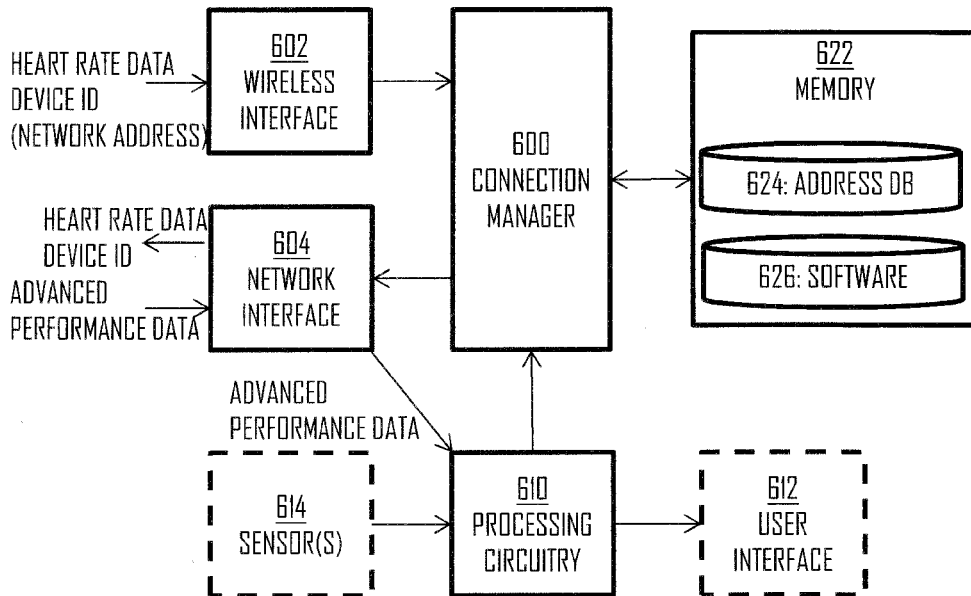 HEART RATE DATA
DEVICE ID
(NETWORK ADDRESS)
602
WIRELESS
INTERFACE
HEART RATE DATA
DEVICE ID
ADVANCED
PERFORMANCE DATA
604
NETWORK
INTERFACE
600
CONNECTION
MANAGER
622
MEMORY
624: ADDRESS DB
626: SOFTWARE
ADVANCED
PERFORMANCE DATA
614
SENSOR(S)
610
PROCESSING
CIRCUITRY
612
USER
INTERFACE